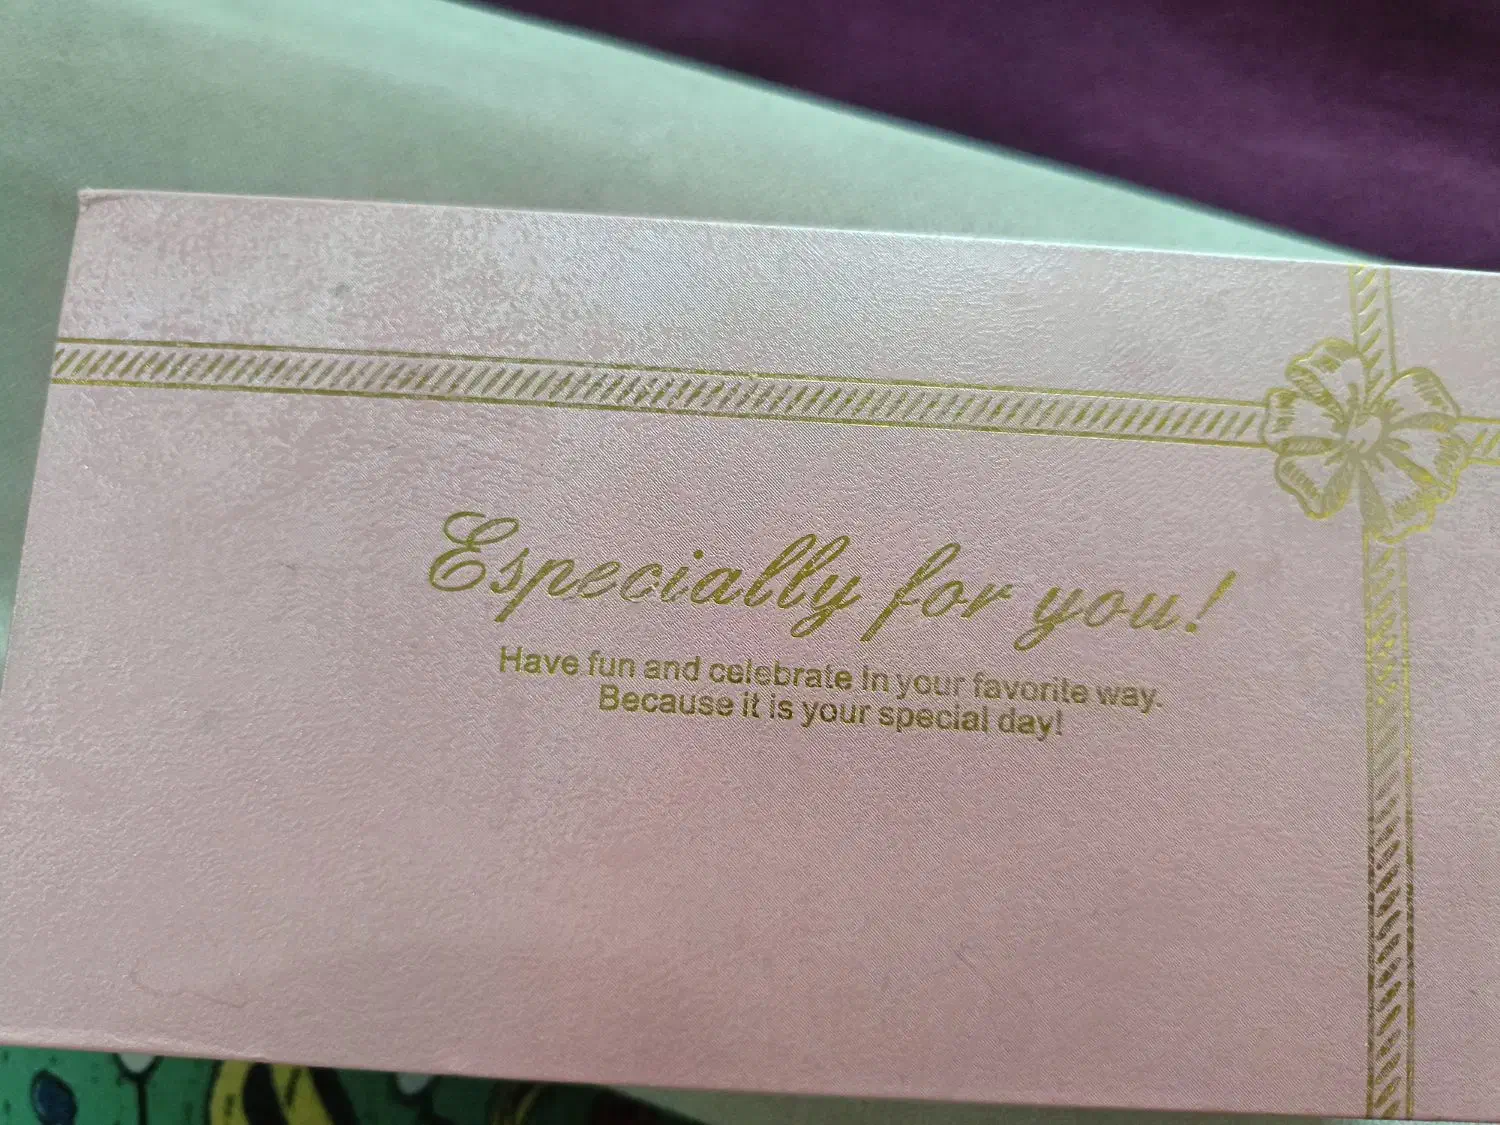 Especially for you!
Have fun and celebrate in your favorite way.
Because it is your special day!